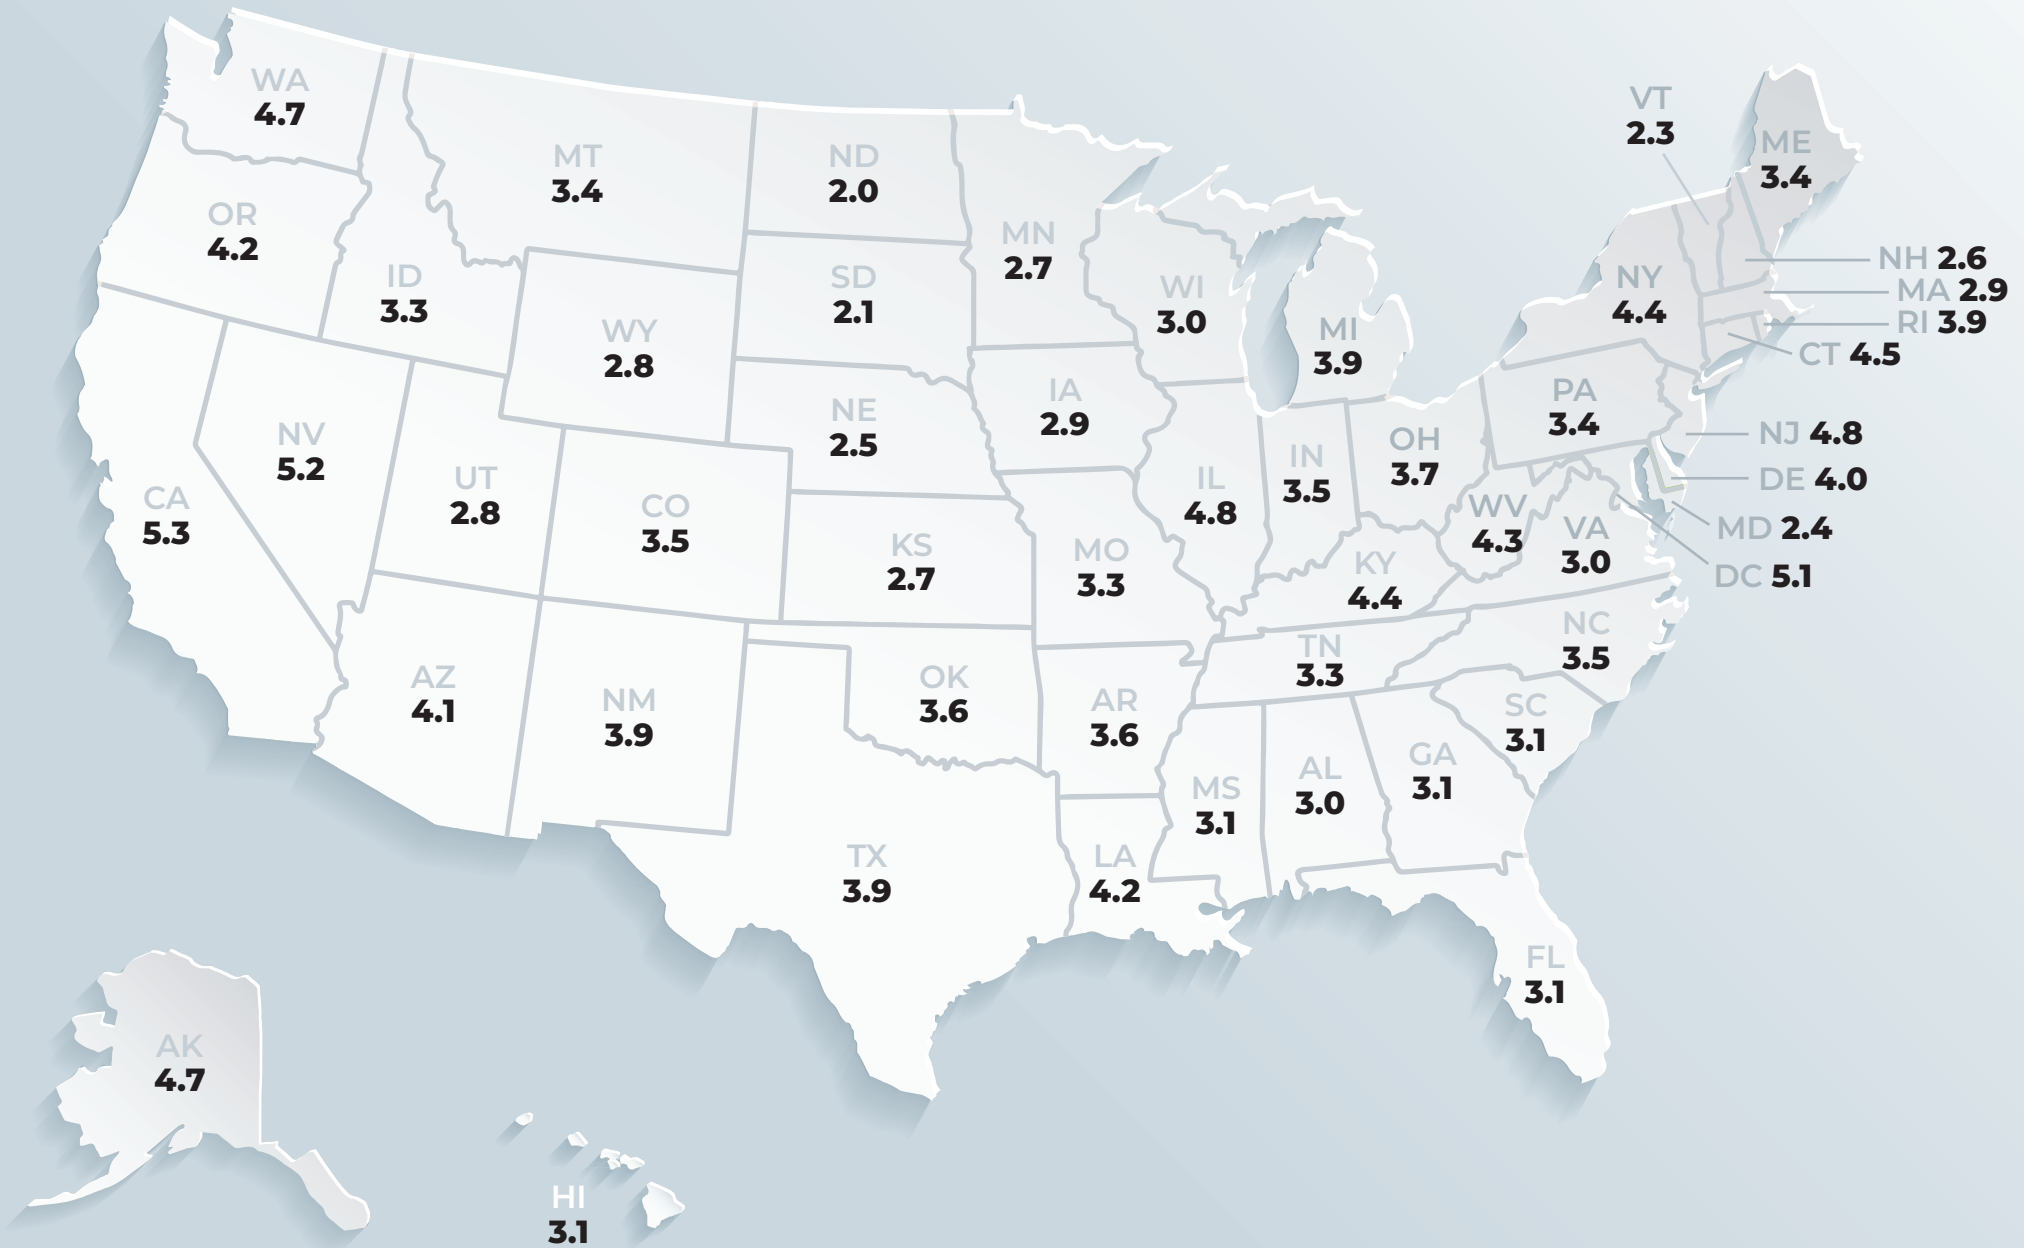 WA
4.7
MT
3.4
ND
2.0
VT
2.3
ME
3.4
OR
4.2
MN
2.7
ID
3.3
SD
2.1
WI
3.0
NY
4.4
NH 2.6
MA 2.9
RI 3.9
CT 4.5
WY
2.8
MI
3.9
PA
3.4
NE
2.5
IA
2.9
NV
5.2
OH
3.7
NJ 4.8
UT
2.8
IN
3.5
IL
4.8
DE 4.0
CA
5.3
CO
3.5
WV
4.3
VA
3.0
MD 2.4
DC 5.1
KS
2.7
MO
3.3
KY
4.4
NC
3.5
TN
3.3
AZ
4.1
NM
3.9
OK
3.6
AR
3.6
SC
3.1
MS
3.1
AL
3.0
GA
3.1
TX
3.9
LA
4.2
FL
3.1
AK
4.7
HI
3.1